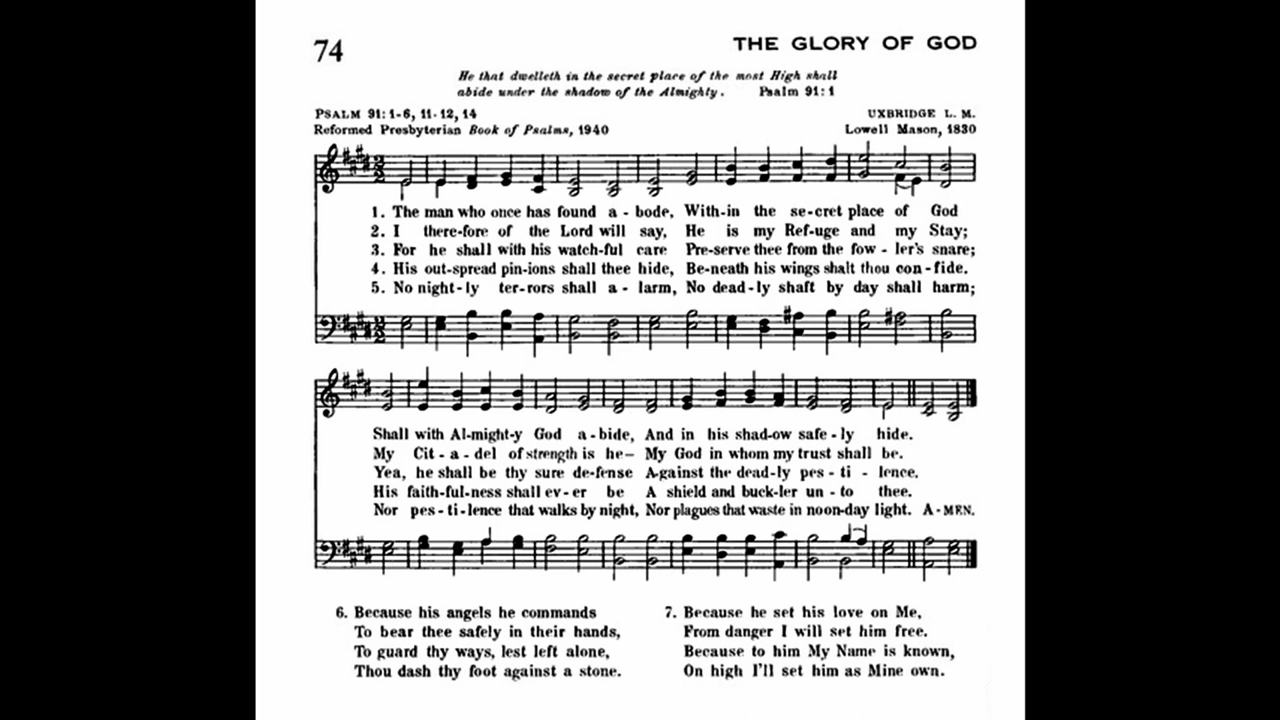 74
THE GLORY OF GOD
He that dwelleth in the secret place of the most High shall
abide under the shadow of the Almighty. Psalm 91:1
PSALM 91:1-6, 11-12, 14
UXBRIDGE L. M.
Reformed Presbyterian Book of Psalms, 1940
Lowell Mason, 1830
1. The man who once has found a - bode, With-in the se-cret place of God
2. I there-fore of the Lord will say, He is my Ref-uge and my Stay;
3. For he shall with his watch-ful care Pre-serve thee from the fow - ler's snare;
4. His out-spread pin-ions shall thee hide, Be-neath his wings shalt thou con-fide.
5. No night-ly ter-rors shall a - larm, No dead-ly shaft by day shall harm;
Shall with Al-might-y God a-bide, And in his shad-ow safe-ly hide.
My Cit-a-del of strength is he— My God in whom my trust shall be.
Yea, he shall be thy sure de-fense A-gainst the dead-ly pes-ti-lence.
His faith-ful-ness shall ev-er be A shield and buck-ler un-to thee.
Nor pes-ti-lence that walks by night, Nor plagues that waste in noon-day light. A-MEN.
6. Because his angels he commands
To bear thee safely in their hands,
To guard thy ways, lest left alone,
Thou dash thy foot against a stone.
7. Because he set his love on Me,
From danger I will set him free.
Because to him My Name is known,
On high I'll set him as Mine own.